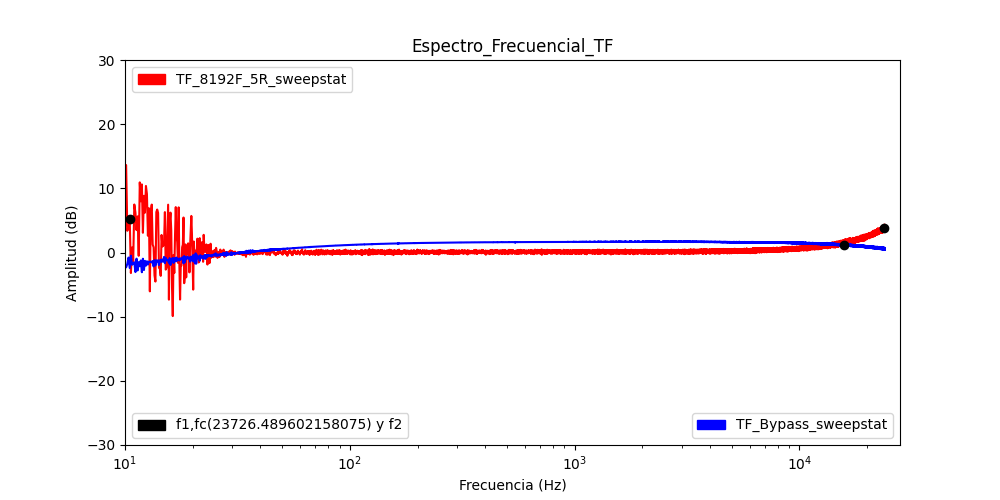 Espectro_Frecuencial_TF
30
TF_8192F_5R_sweepstat
20
10
0
−10
−20
−30
Amplitud (dB)
f1,fc(23726.489602158075) y f2
TF_Bypass_sweepstat
10¹
10²
10³
10⁴
Frecuencia (Hz)